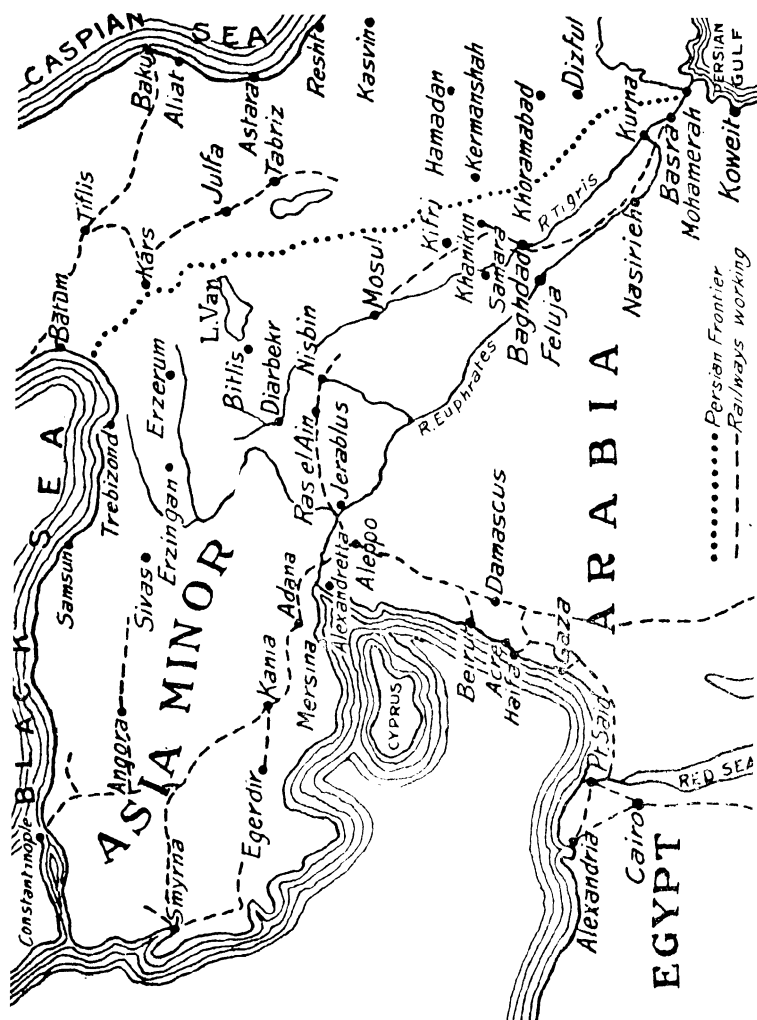 CASPIAN SEA
BLACK SEA
Constantinople
Samsun
Trebizond
Batum
Tiflis
Baku
Aliat
Astara
Resht
Kasvin
Kars
Julfa
Tabriz
Angora
Sivas
Erzingan
Erzerum
L.Van
Bitlis
Diarbekr
Nisbin
Ras el Ain
Jerablus
Mosul
Kifri
Hamadan
Kermanshah
Khanikin
Samara
Khoramabad
Dizful
Baghdad
Feluja
R.Tigris
R.Euphrates
Kurna
Nasirieh
Basra
Mohamerah
Koweit
PERSIAN
GULF
ASIA MINOR
Smyrna
Egerdir
Kania
Adana
Mersina
Alexandretta
Aleppo
CYPRUS
Beirut
Damascus
Acre
Haifa
Gaza
ARABIA
Pt Said
Alexandria
Cairo
EGYPT
RED SEA
Persian Frontier
Railways working